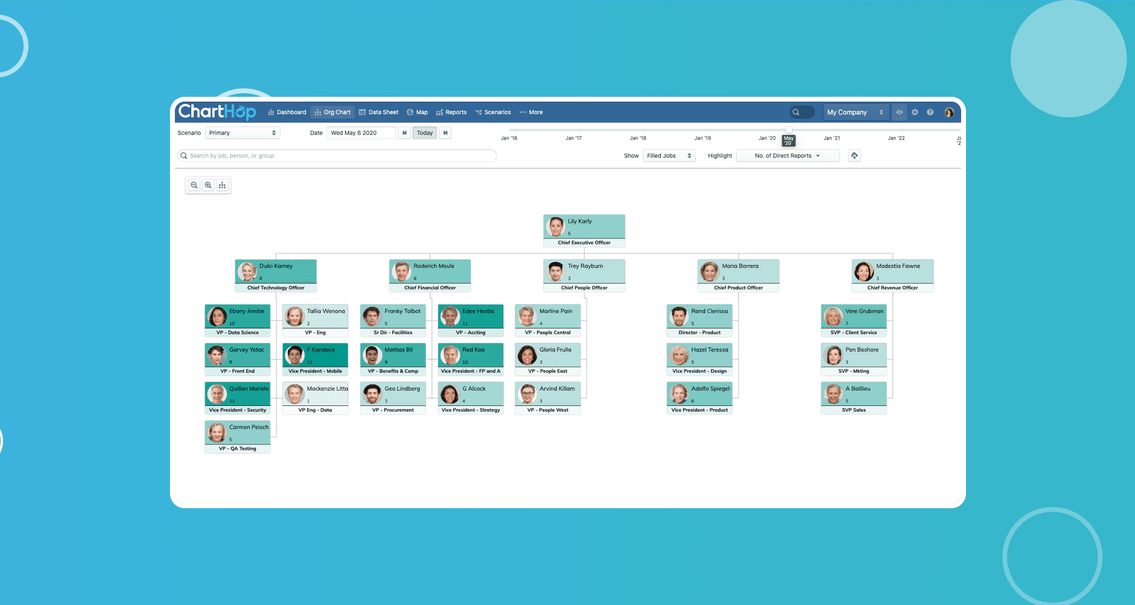 ChartHop Dashboard Org Chart Data Sheet Map Reports Scenarios More My Company
Scenario Primary Date Wed May 6 2020 Today
Jan '16 Jan '17 Jan '18 Jan '19 Jan '20 May '20 Jan '21 Jan '22
Search by job, person, or group Show Filled Jobs Highlight No. of Direct Reports
Lily Karly
5
Chief Executive Officer
Dulci Karney
Chief Technology Officer
Roderich Moule
6
Chief Financial Officer
Trey Rayburn
3
Chief People Officer
Maria Borrera
3
Chief Product Officer
Modestia Fawne
3
Chief Revenue Officer
Ebony Amitie
10
VP - Data Science
Tallia Wenona
2
VP - Eng
Franky Talbot
5
Sr Dir - Facilities
Edee Hestia
11
VP - Accting
Marline Pain
4
VP - People Central
Rand Clerissa
5
Director - Product
Vere Grubman
7
SVP - Client Service
Garvey Yetac
9
VP - Front End
F Kandace
Vice President - Mobile
Mattias Bil
VP - Benefits & Comp
Red Koo
10
Vice President - FP and A
Gloria Fruila
3
VP - People East
Hazel Teressa
5
Vice President - Design
Pen Beshore
3
SVP - Mkting
Quillan Mariele
11
Vice President - Security
Mackenzie Litta
1
VP Eng - Data
Geo Lindberg
3
VP - Procurement
G Alcock
4
Vice President - Strategy
Arvind Killam
3
VP - People West
Adolfo Spiegel
6
Vice President - Product
A Baillieu
5
SVP Sales
Carmen Peisch
5
VP - QA Testing